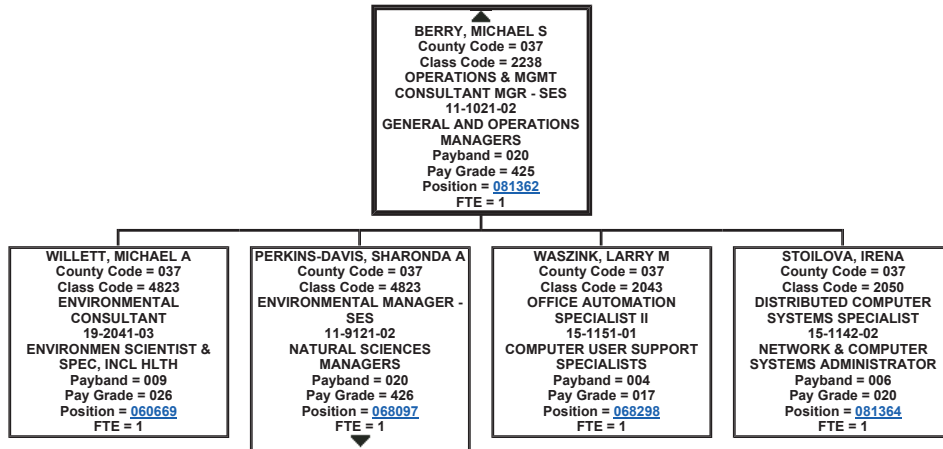 BERRY, MICHAEL S
County Code = 037
Class Code = 2238
OPERATIONS & MGMT
CONSULTANT MGR - SES
11-1021-02
GENERAL AND OPERATIONS
MANAGERS
Payband = 020
Pay Grade = 425
Position = 081362
FTE = 1
WILLETT, MICHAEL A
County Code = 037
Class Code = 4823
ENVIRONMENTAL
CONSULTANT
19-2041-03
ENVIRONMEN SCIENTIST &
SPEC, INCL HLTH
Payband = 009
Pay Grade = 026
Position = 060669
FTE = 1
PERKINS-DAVIS, SHARONDA A
County Code = 037
Class Code = 4823
ENVIRONMENTAL MANAGER -
SES
11-9121-02
NATURAL SCIENCES
MANAGERS
Payband = 020
Pay Grade = 426
Position = 068097
FTE = 1
WASZINK, LARRY M
County Code = 037
Class Code = 2043
OFFICE AUTOMATION
SPECIALIST II
15-1151-01
COMPUTER USER SUPPORT
SPECIALISTS
Payband = 004
Pay Grade = 017
Position = 068298
FTE = 1
STOILOVA, IRENA
County Code = 037
Class Code = 2050
DISTRIBUTED COMPUTER
SYSTEMS SPECIALIST
15-1142-02
NETWORK & COMPUTER
SYSTEMS ADMINISTRATOR
Payband = 006
Pay Grade = 020
Position = 081364
FTE = 1